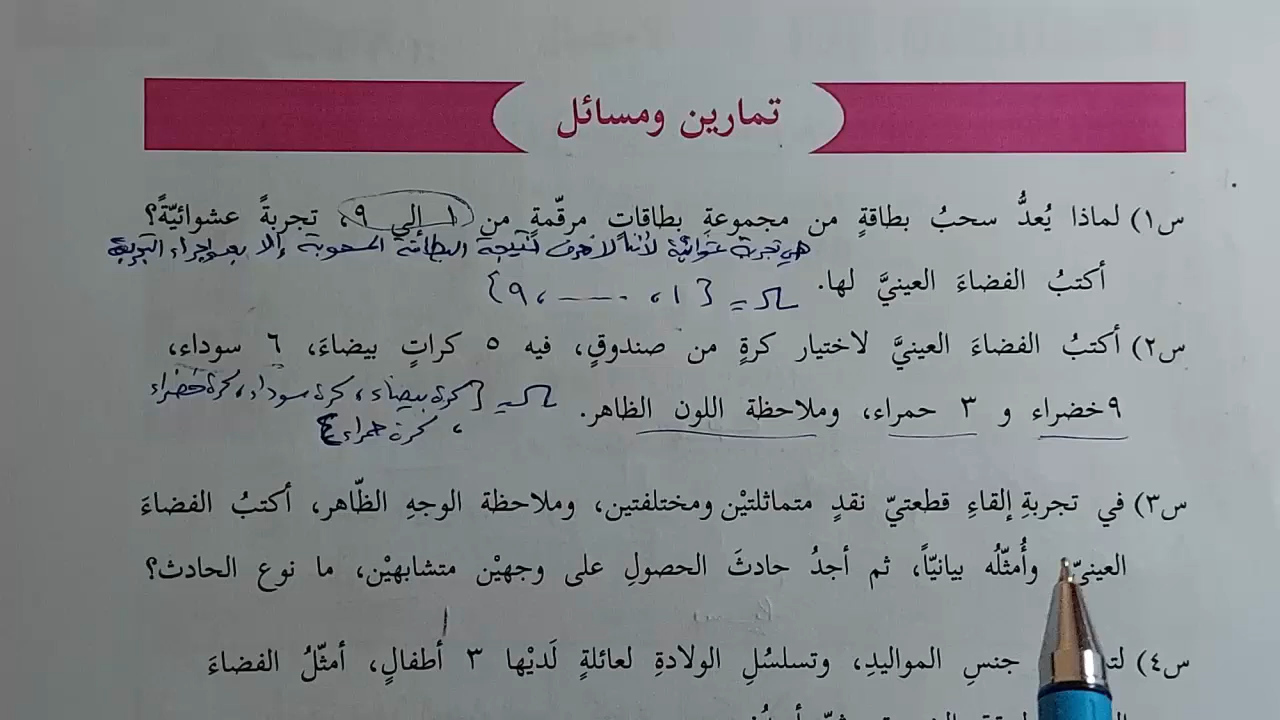 تمارين ومسائل
س١) لماذا يُعدُّ سحبُ بطاقةٍ من مجموعةِ بطاقاتٍ مرقّمةٍ من ١ إلى ٩، تجربةً عشوائيّةً؟
هي تجربة عشوائية لأننا لا نعرف نتيجة البطاقة المسحوبة إلا بعد إجراء التجربة
أكتبُ الفضاءَ العينيَّ لها. Ω = {١، ....، ٩}
س٢) أكتبُ الفضاءَ العينيَّ لاختيار كرةٍ من صندوقٍ، فيه ٥ كراتٍ بيضاءَ، ٦ سوداء،
Ω = {كرة بيضاء، كرة سوداء، كرة خضراء
٩ خضراء و ٣ حمراء، وملاحظة اللون الظاهر.
، كرة حمراء}
س٣) في تجربةِ إلقاءِ قطعتيّ نقدٍ متماثلتيْن ومختلفتين، وملاحظة الوجهِ الظّاهر، أكتبُ الفضاءَ
العينيّ وأُمثّلُه بيانيّاً، ثم أجدُ حادثَ الحصولِ على وجهيْن متشابهيْن، ما نوع الحادث؟
س٤) جنسِ المواليدِ، وتسلسُلِ الولادةِ لعائلةٍ لَديْها ٣ أطفالٍ، أمثّلُ الفضاءَ